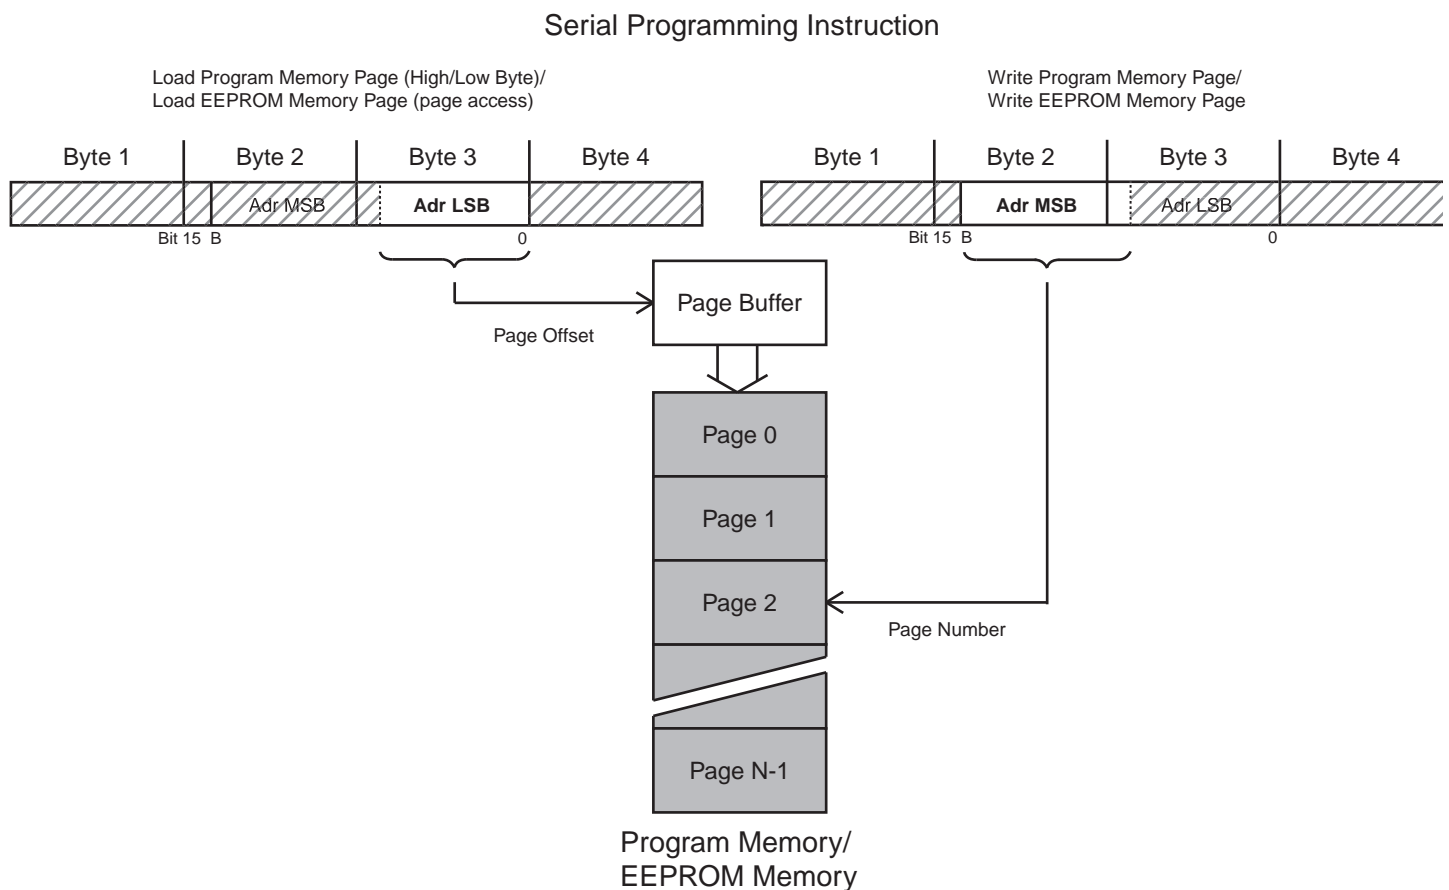 Serial Programming Instruction
Load Program Memory Page (High/Low Byte)/
Load EEPROM Memory Page (page access)
Write Program Memory Page/
Write EEPROM Memory Page
Byte 1 Byte 2 Byte 3 Byte 4
Adr MSB Adr LSB
Bit 15 B 0
Byte 1 Byte 2 Byte 3 Byte 4
Adr MSB Adr LSB
Bit 15 B 0
Page Buffer
Page Offset
Page 0
Page 1
Page 2
Page Number
Page N-1
Program Memory/
EEPROM Memory